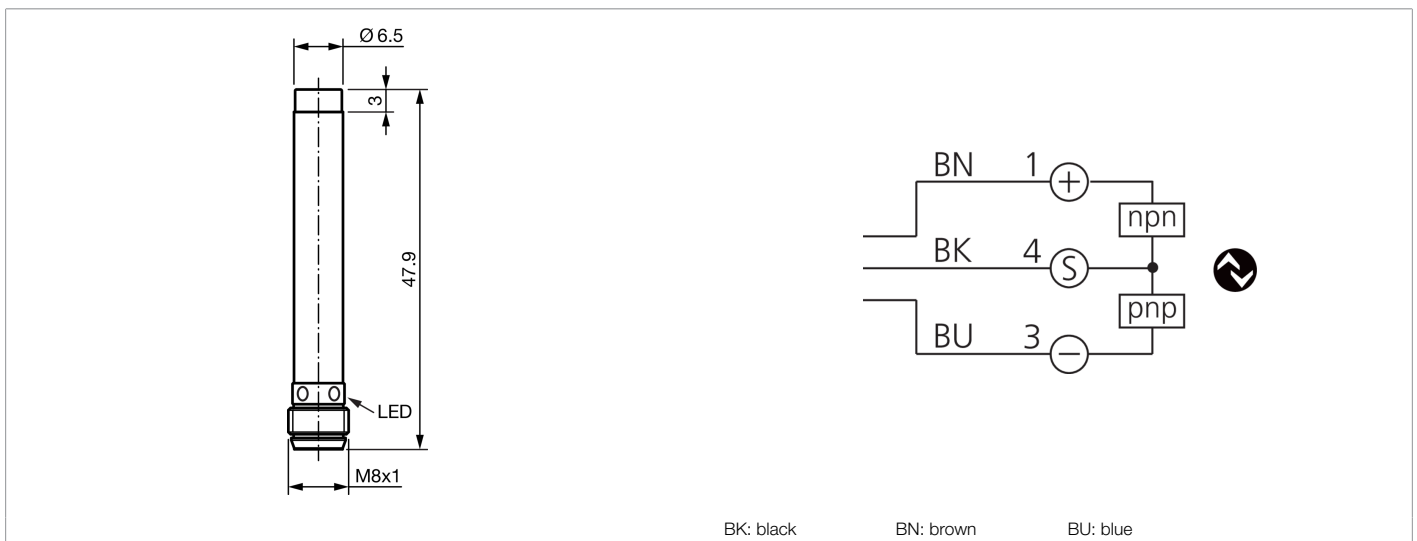 Ø 6.5
3
47.9
LED
M8x1
BN 1 +
npn
BK 4 S
pnp
BU 3 −
BK: black BN: brown BU: blue